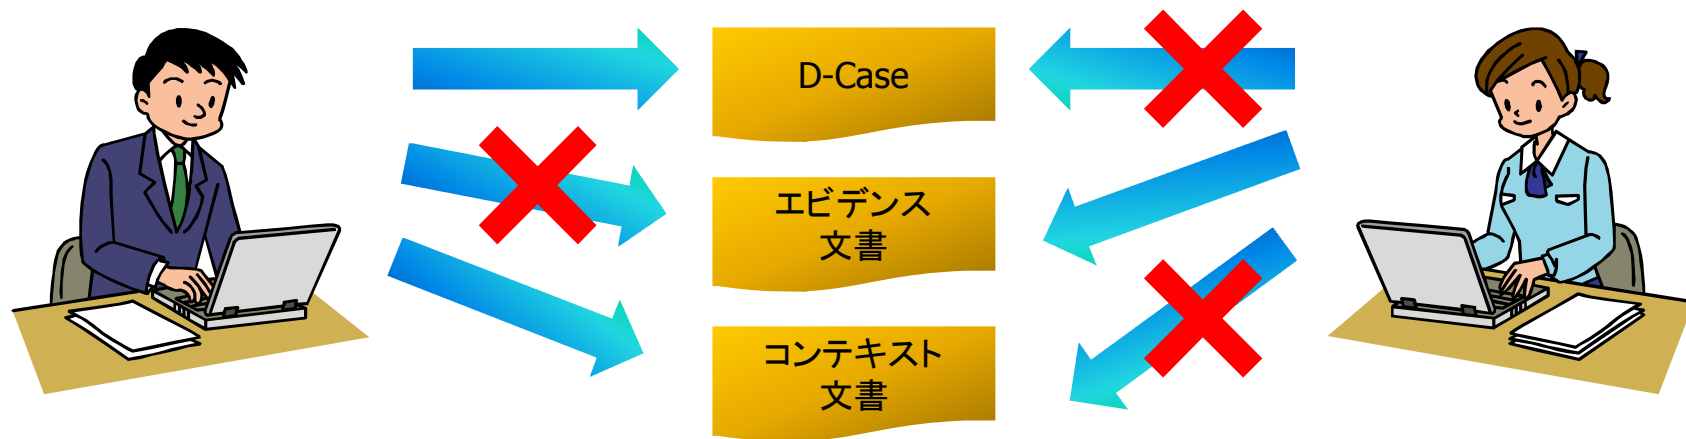 D-Case
エビデンス
文書
コンテキスト
文書